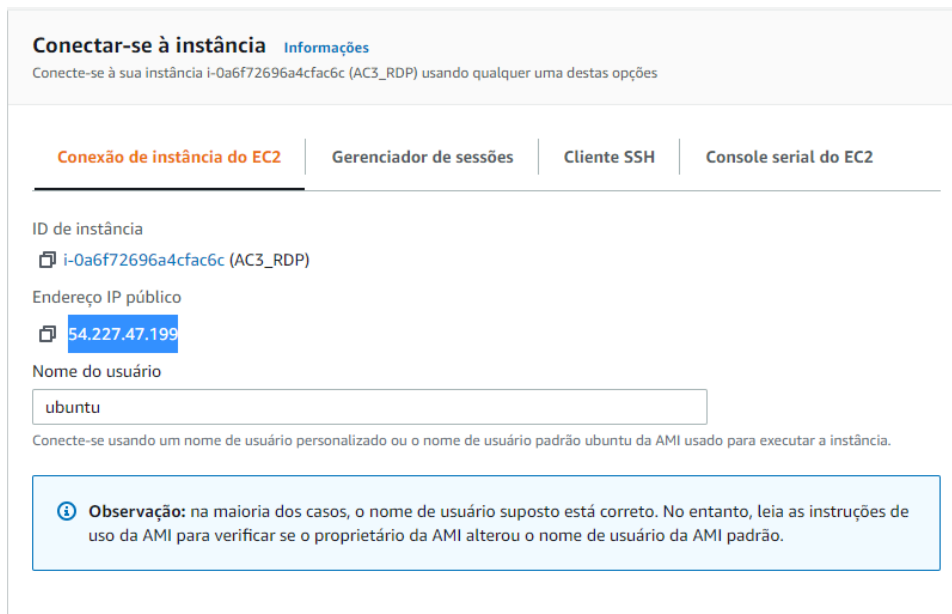 Conectar-se à instância Informações
Conecte-se à sua instância i-0a6f72696a4cfac6c (AC3_RDP) usando qualquer uma destas opções
Conexão de instância do EC2 Gerenciador de sessões Cliente SSH Console serial do EC2
ID de instância
i-0a6f72696a4cfac6c (AC3_RDP)
Endereço IP público
54.227.47.199
Nome do usuário
ubuntu
Conecte-se usando um nome de usuário personalizado ou o nome de usuário padrão ubuntu da AMI usado para executar a instância.
Observação: na maioria dos casos, o nome de usuário suposto está correto. No entanto, leia as instruções de
uso da AMI para verificar se o proprietário da AMI alterou o nome de usuário da AMI padrão.